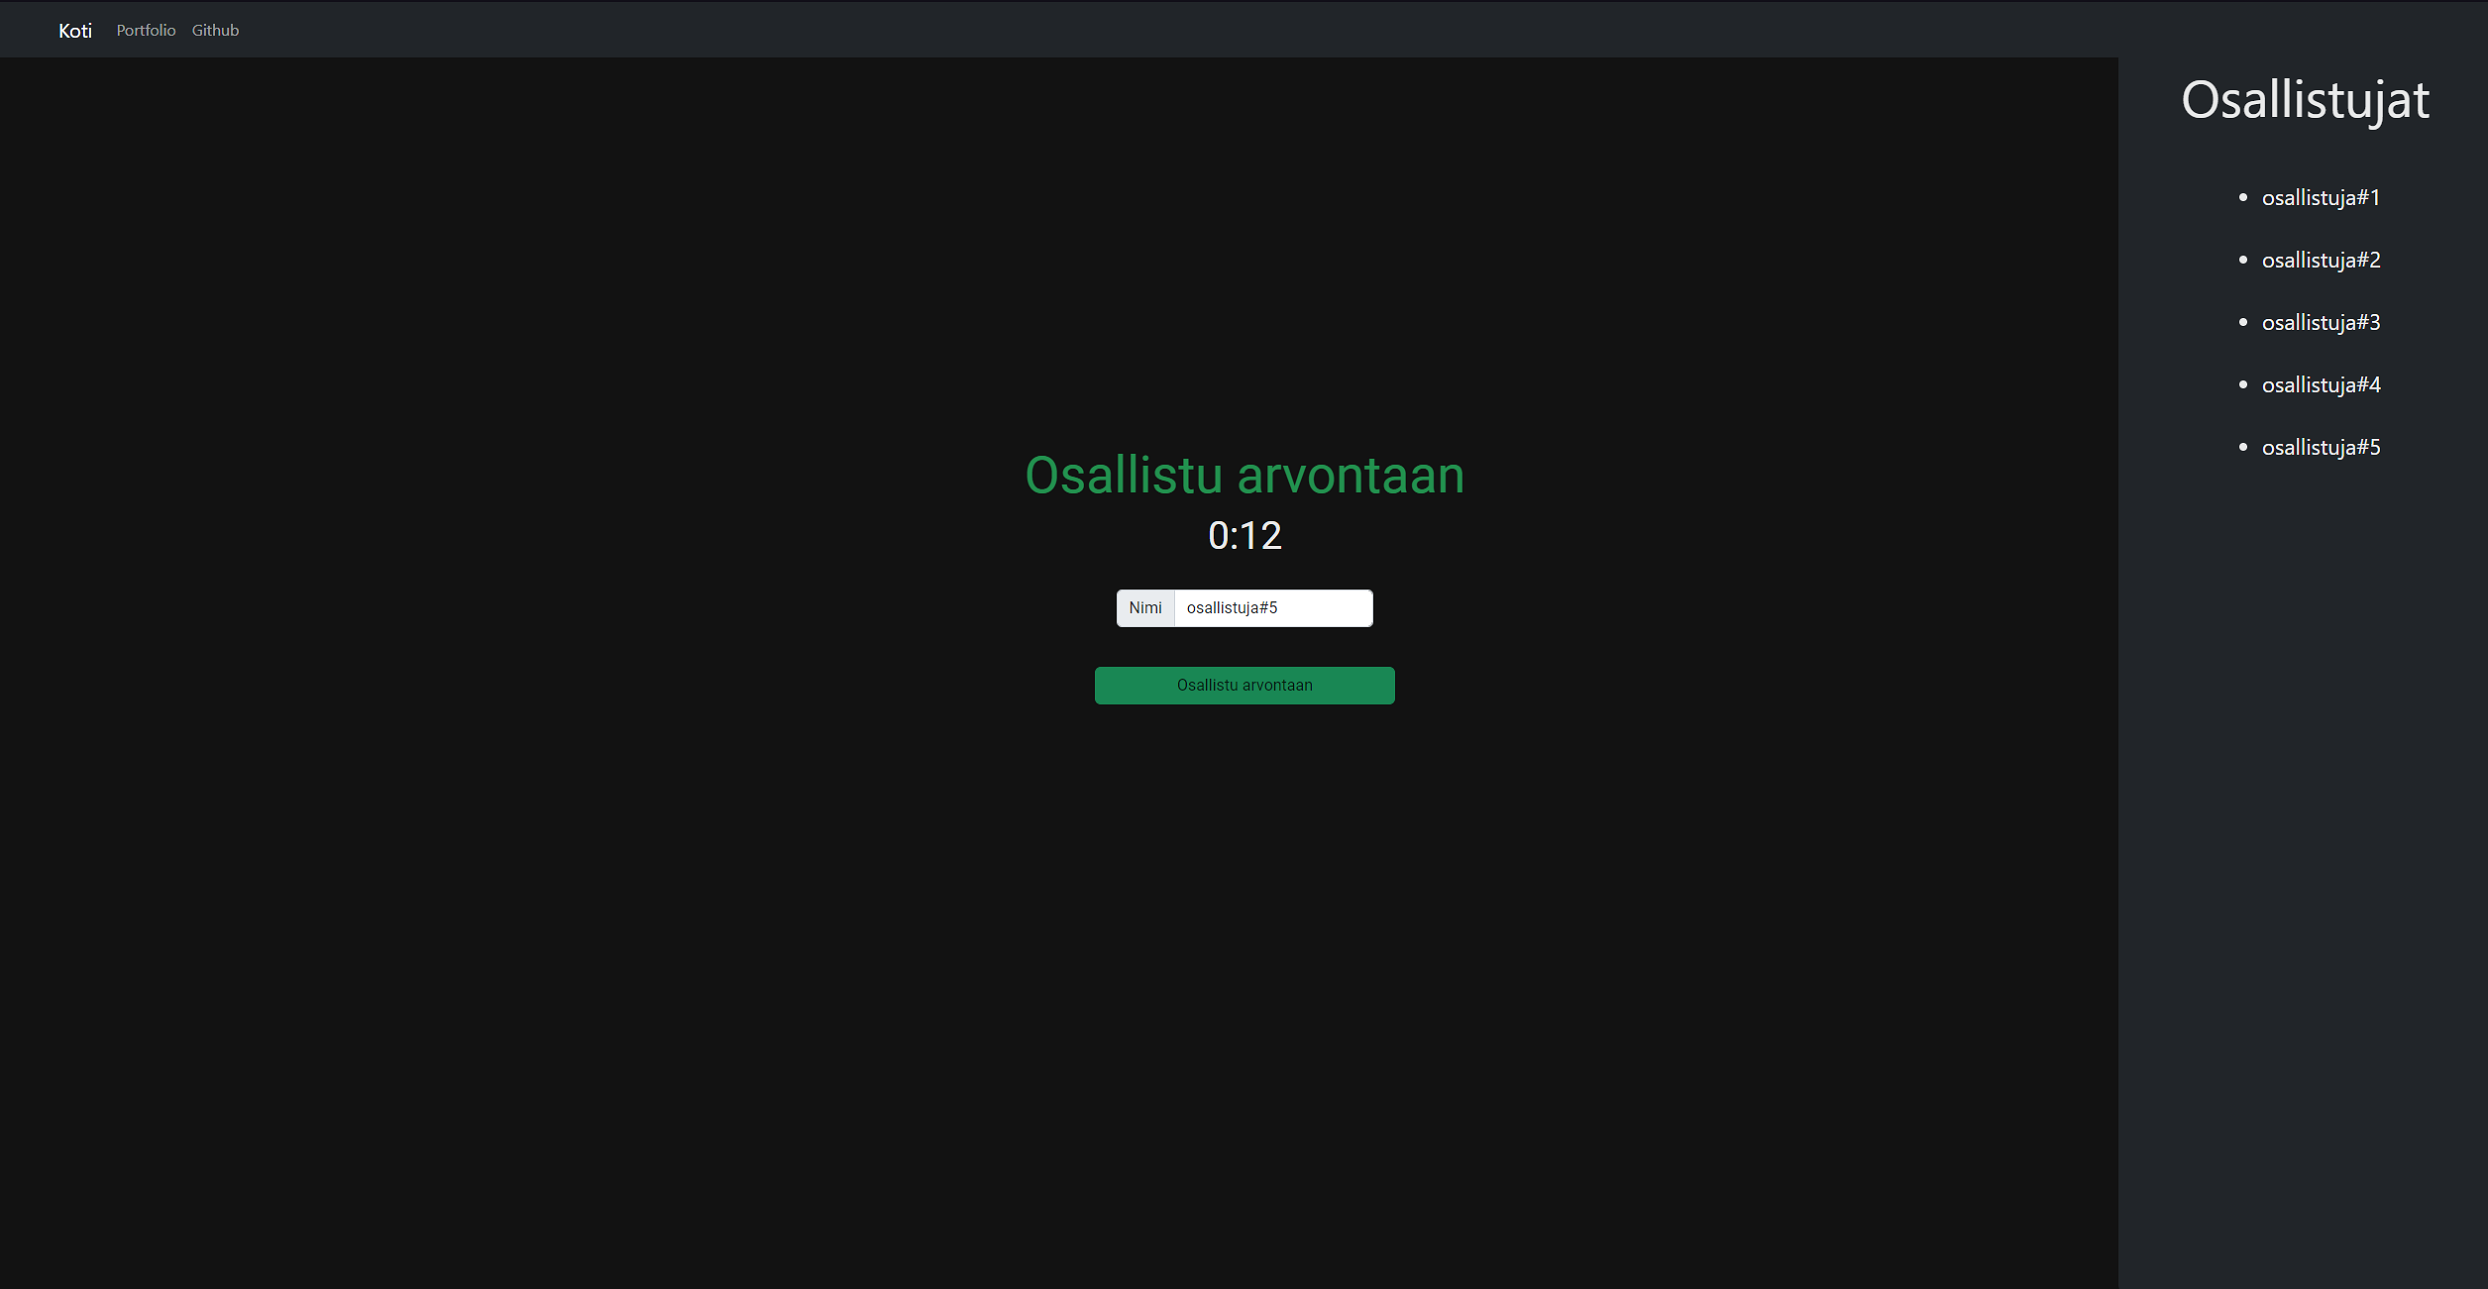 Koti Portfolio Github
Osallistu arvontaan
0:12
Nimi osallistuja#5
Osallistu arvontaan
Osallistujat
• osallistuja#1
• osallistuja#2
• osallistuja#3
• osallistuja#4
• osallistuja#5